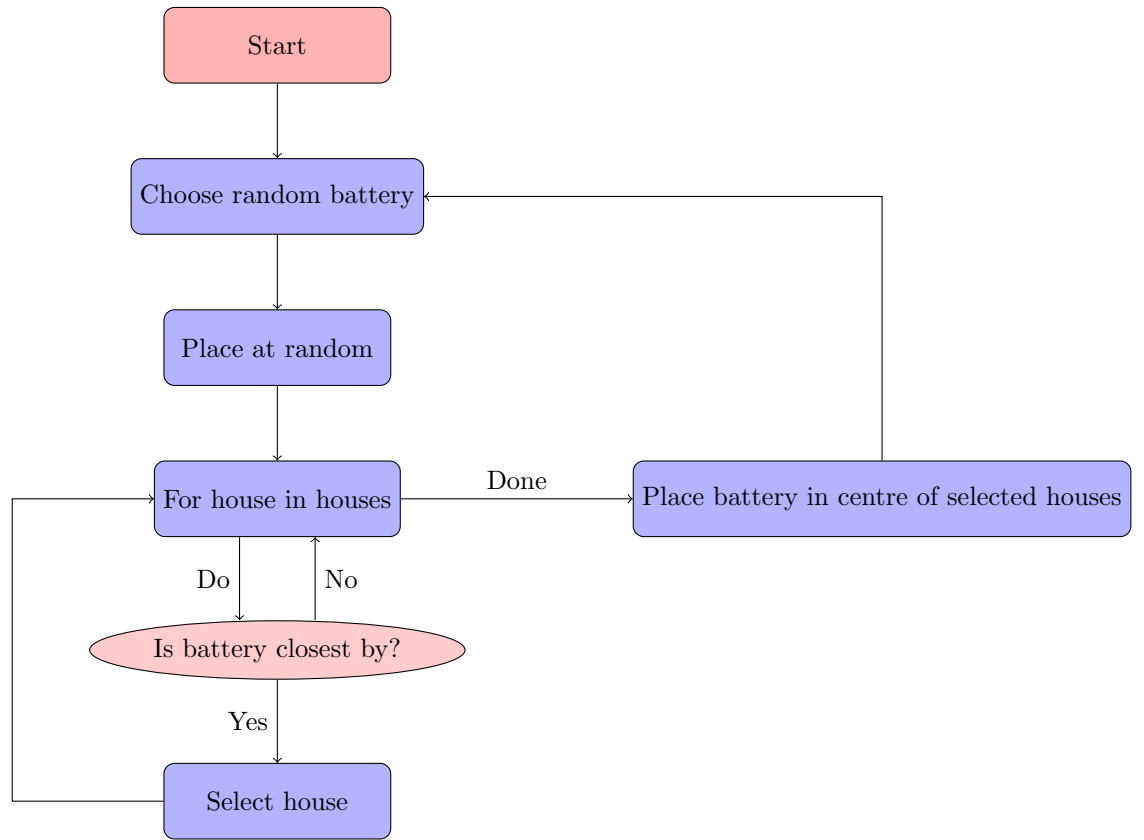 Start
Choose random battery
Place at random
For house in houses
Done
Place battery in centre of selected houses
Do
No
Is battery closest by?
Yes
Select house